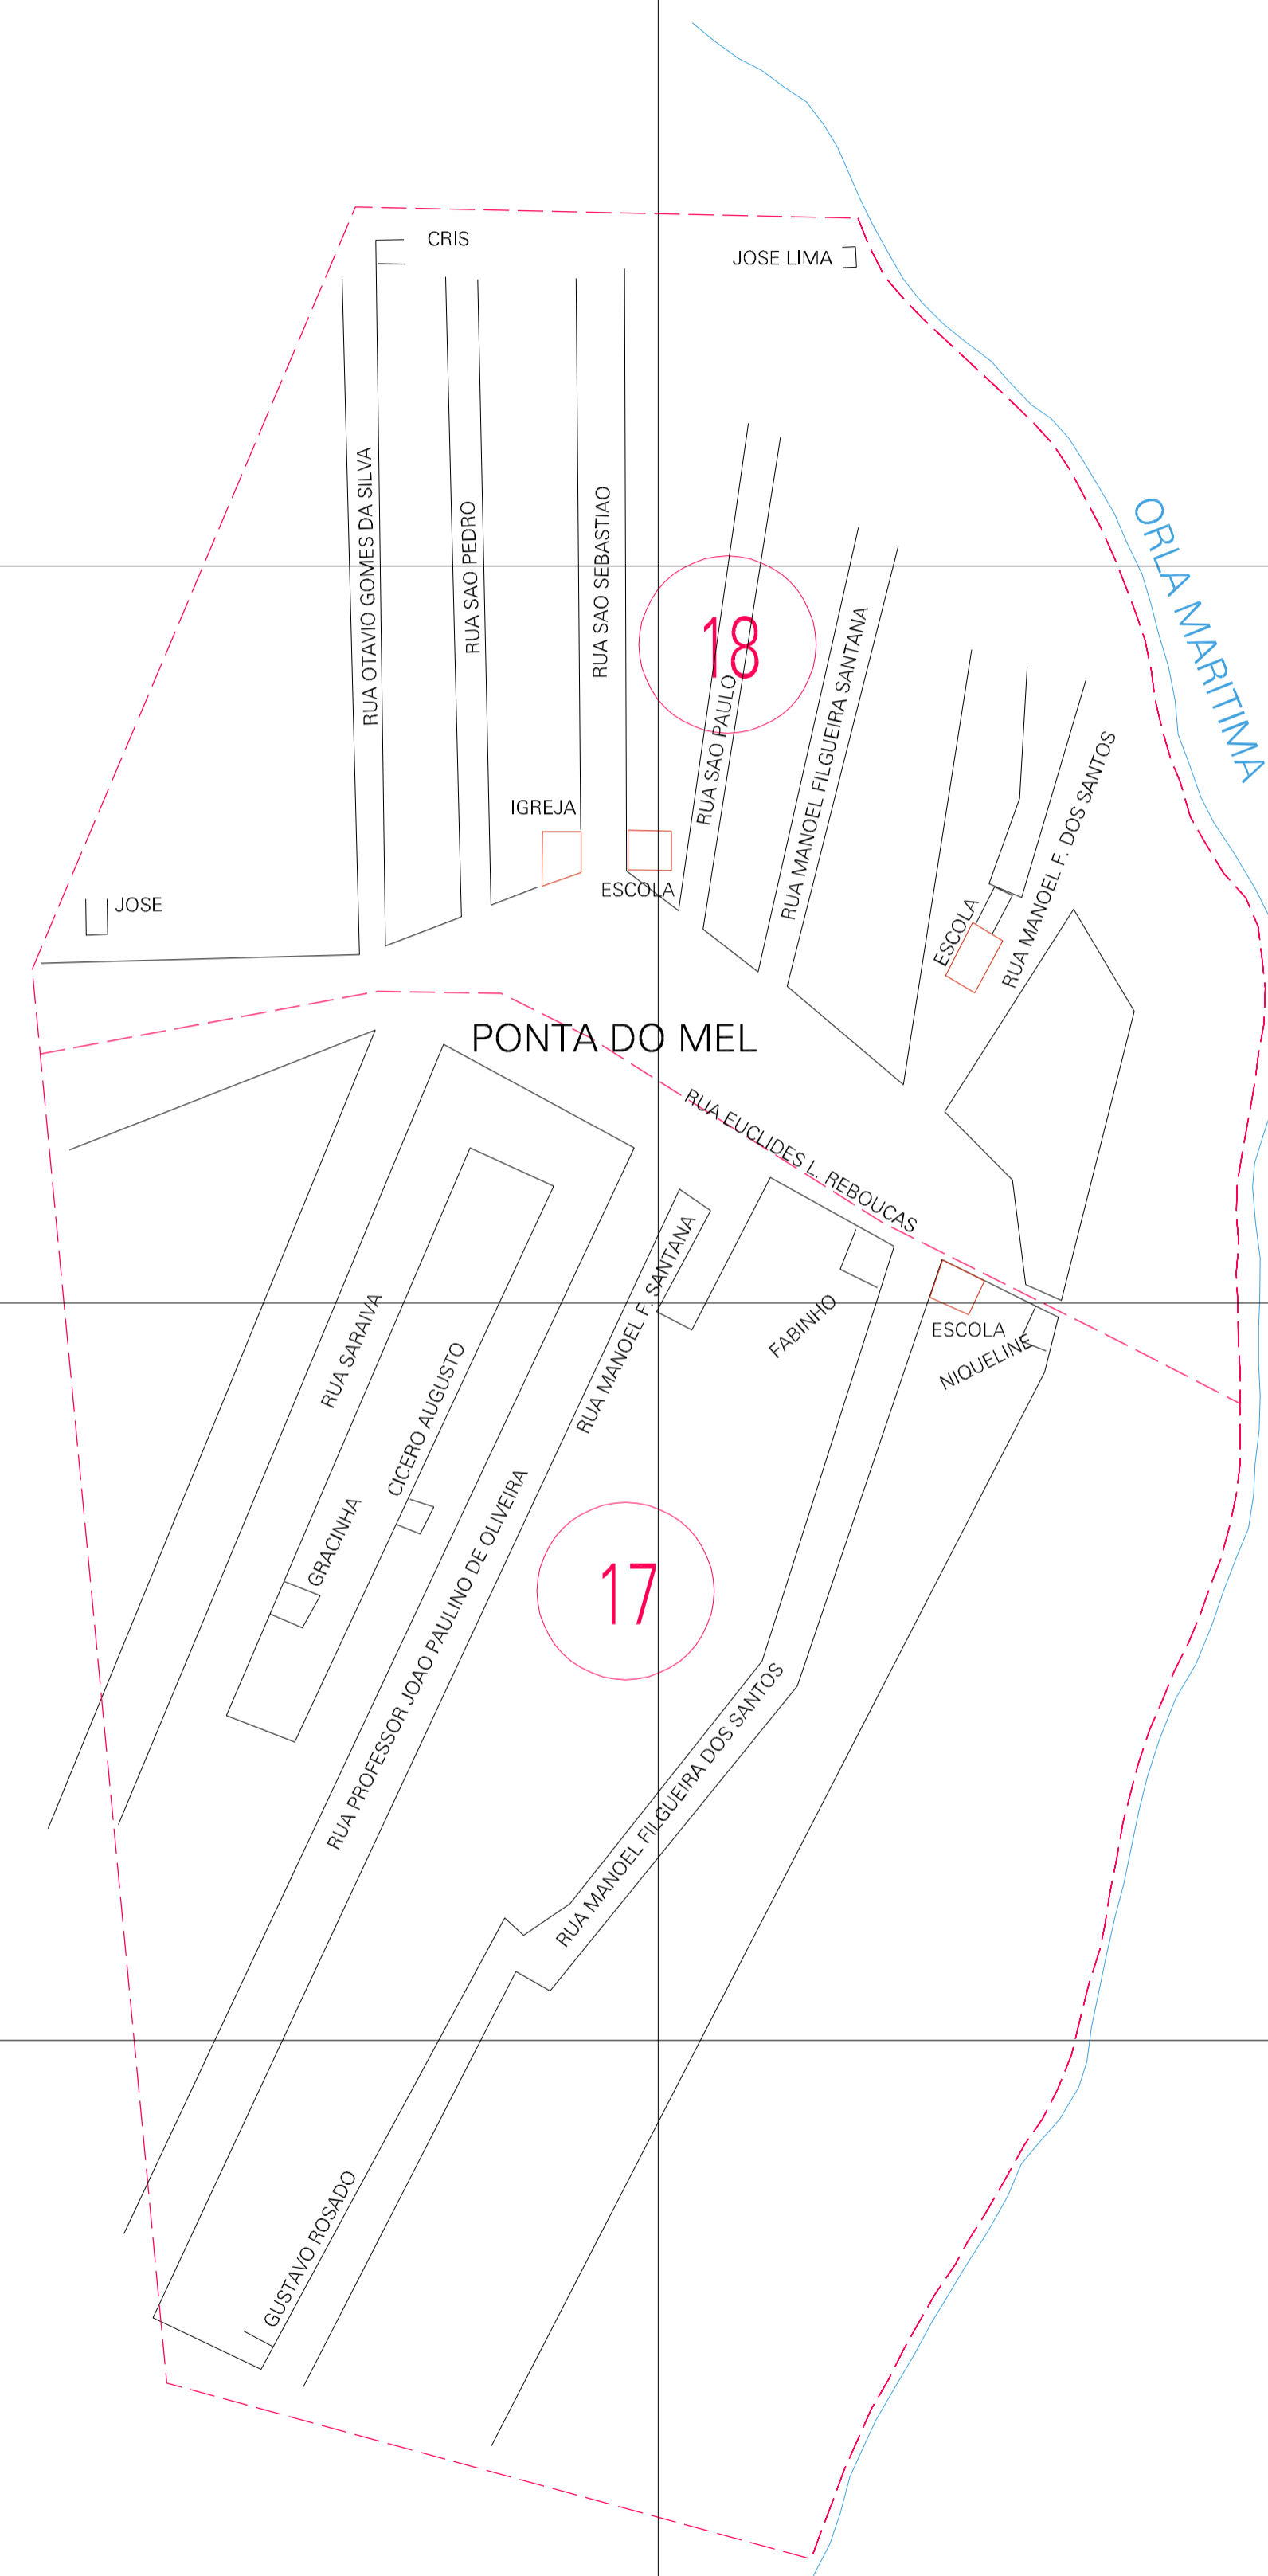 CRIS
JOSE LIMA
RUA OTAVIO GOMES DA SILVA
RUA SAO PEDRO
RUA SAO SEBASTIAO
ORLA MARITIMA
18
RUA SAO PAULO
RUA MANOEL FILGUEIRA SANTANA
RUA MANOEL F. DOS SANTOS
IGREJA
ESCOLA
ESCOLA
JOSE
PONTA DO MEL
RUA EUCLIDES L. REBOUCAS
RUA MANOEL F. SANTANA
RUA SARAIVA
FABINHO
ESCOLA
NIQUELINE
CICERO AUGUSTO
GRACINHA
RUA PROFESSOR JOAO PAULINO DE OLIVEIRA
17
RUA MANOEL FILGUEIRA DOS SANTOS
GUSTAVO ROSADO